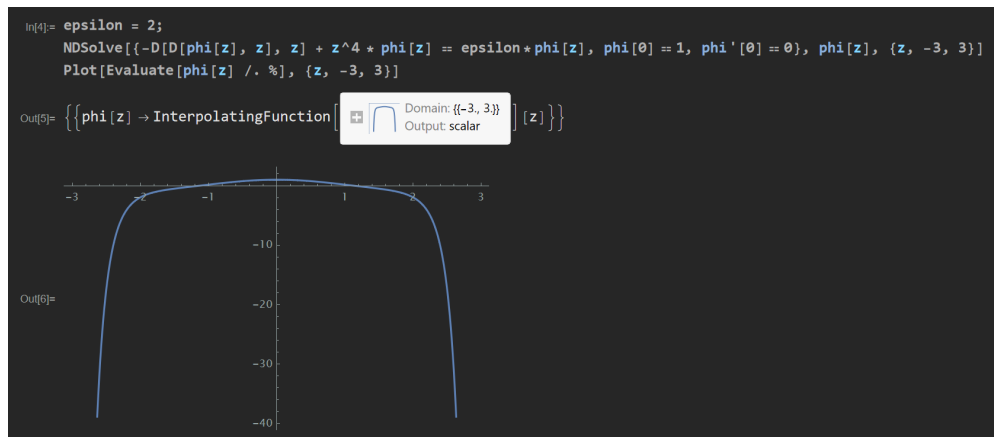 In[4]:= epsilon = 2;
NDSolve[{-D[D[phi[z], z], z] + z^4 * phi[z] == epsilon*phi[z], phi[0] == 1, phi'[0] == 0}, phi[z], {z, -3, 3}]
Plot[Evaluate[phi[z] /. %], {z, -3, 3}]
Out[5]= {{phi[z] → InterpolatingFunction[ Domain: {{-3., 3.}} Output: scalar ][z]}}
-3 -2 -1 1 2 3
-10
Out[6]=
-20
-30
-40